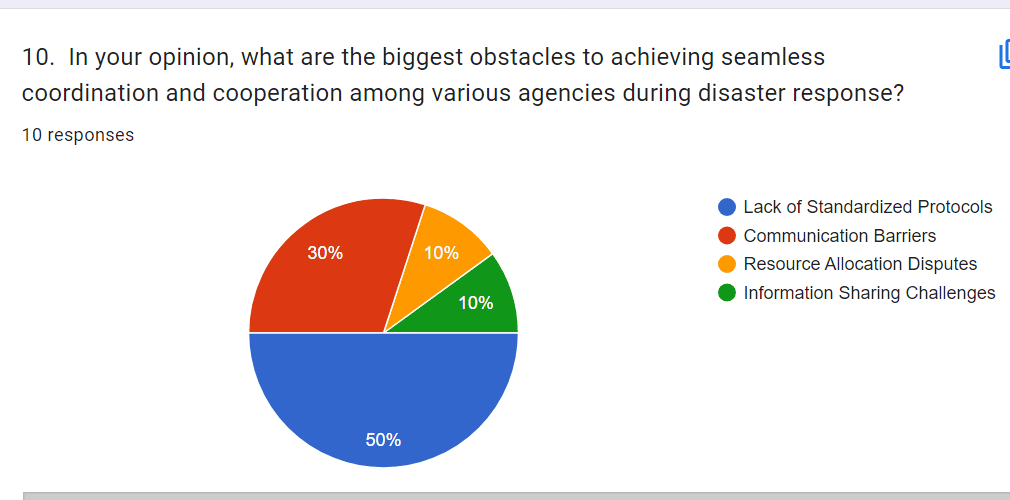 10. In your opinion, what are the biggest obstacles to achieving seamless
coordination and cooperation among various agencies during disaster response?
10 responses
Lack of Standardized Protocols
Communication Barriers
Resource Allocation Disputes
Information Sharing Challenges
30%
10%
10%
50%